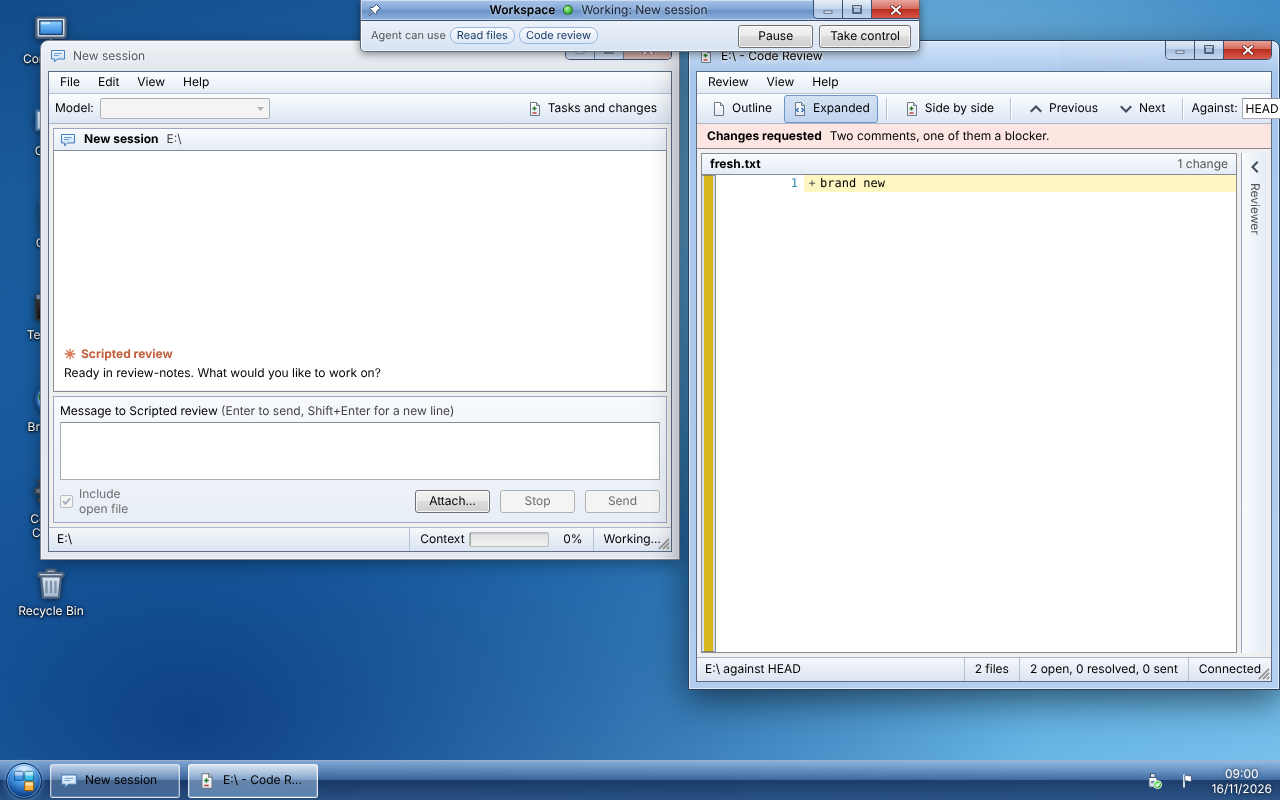 Workspace Working: New session
Agent can use Read files Code review Pause Take control
New session
File Edit View Help
Model: Tasks and changes
New session E:\
Scripted review
Ready in review-notes. What would you like to work on?
Message to Scripted review (Enter to send, Shift+Enter for a new line)
Include
open file
Attach... Stop Send
E:\ Context 0% Working...
E:\ - Code Review
Review View Help
Outline Expanded Side by side Previous Next Against: HEAD
Changes requested Two comments, one of them a blocker.
fresh.txt 1 change
1 + brand new
Reviewer
E:\ against HEAD 2 files 2 open, 0 resolved, 0 sent Connected
Recycle Bin
New session E:\ - Code R... 09:00
16/11/2026